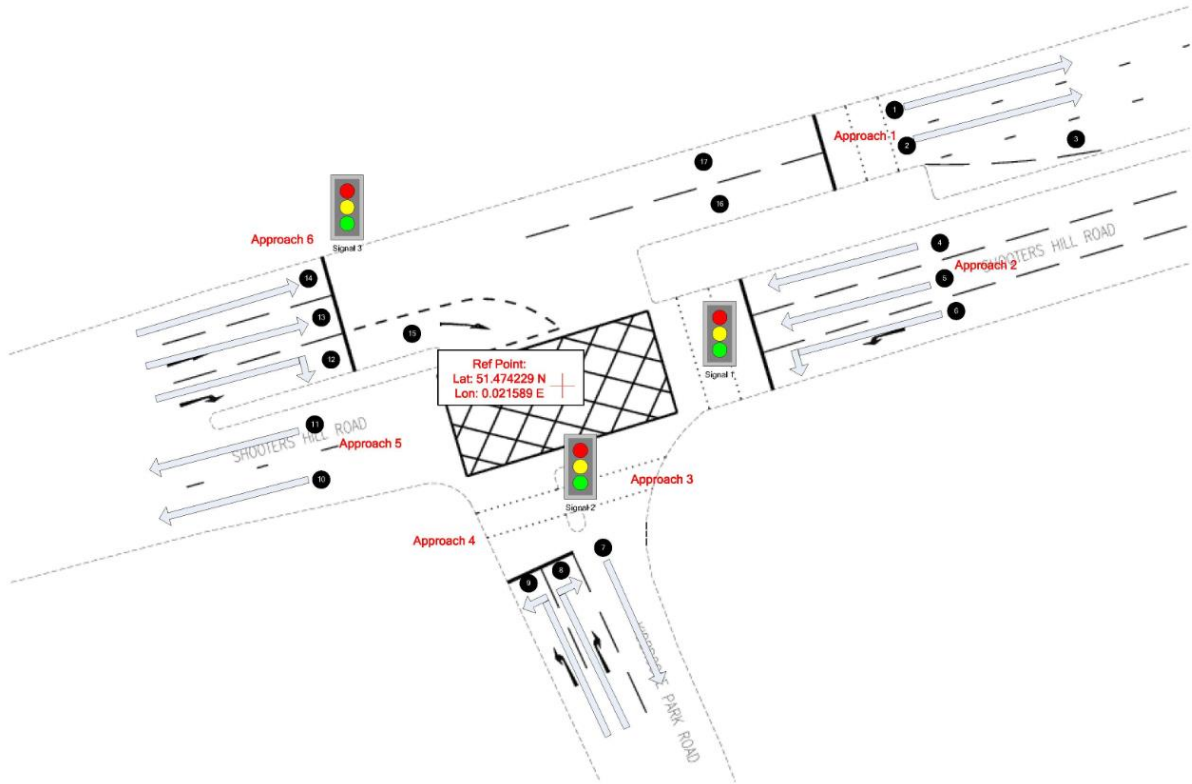 1
Approach 1
2
3
17
16
Signal 3
Approach 6
14
13
12
15
4
SHOOTERS HILL ROAD
Approach 2
5
6
Signal 1
Ref Point:
Lat: 51.474229 N
Lon: 0.021589 E
11
SHOOTERS HILL ROAD
Approach 5
10
Signal 2
Approach 3
Approach 4
7
8
9
PARK ROAD